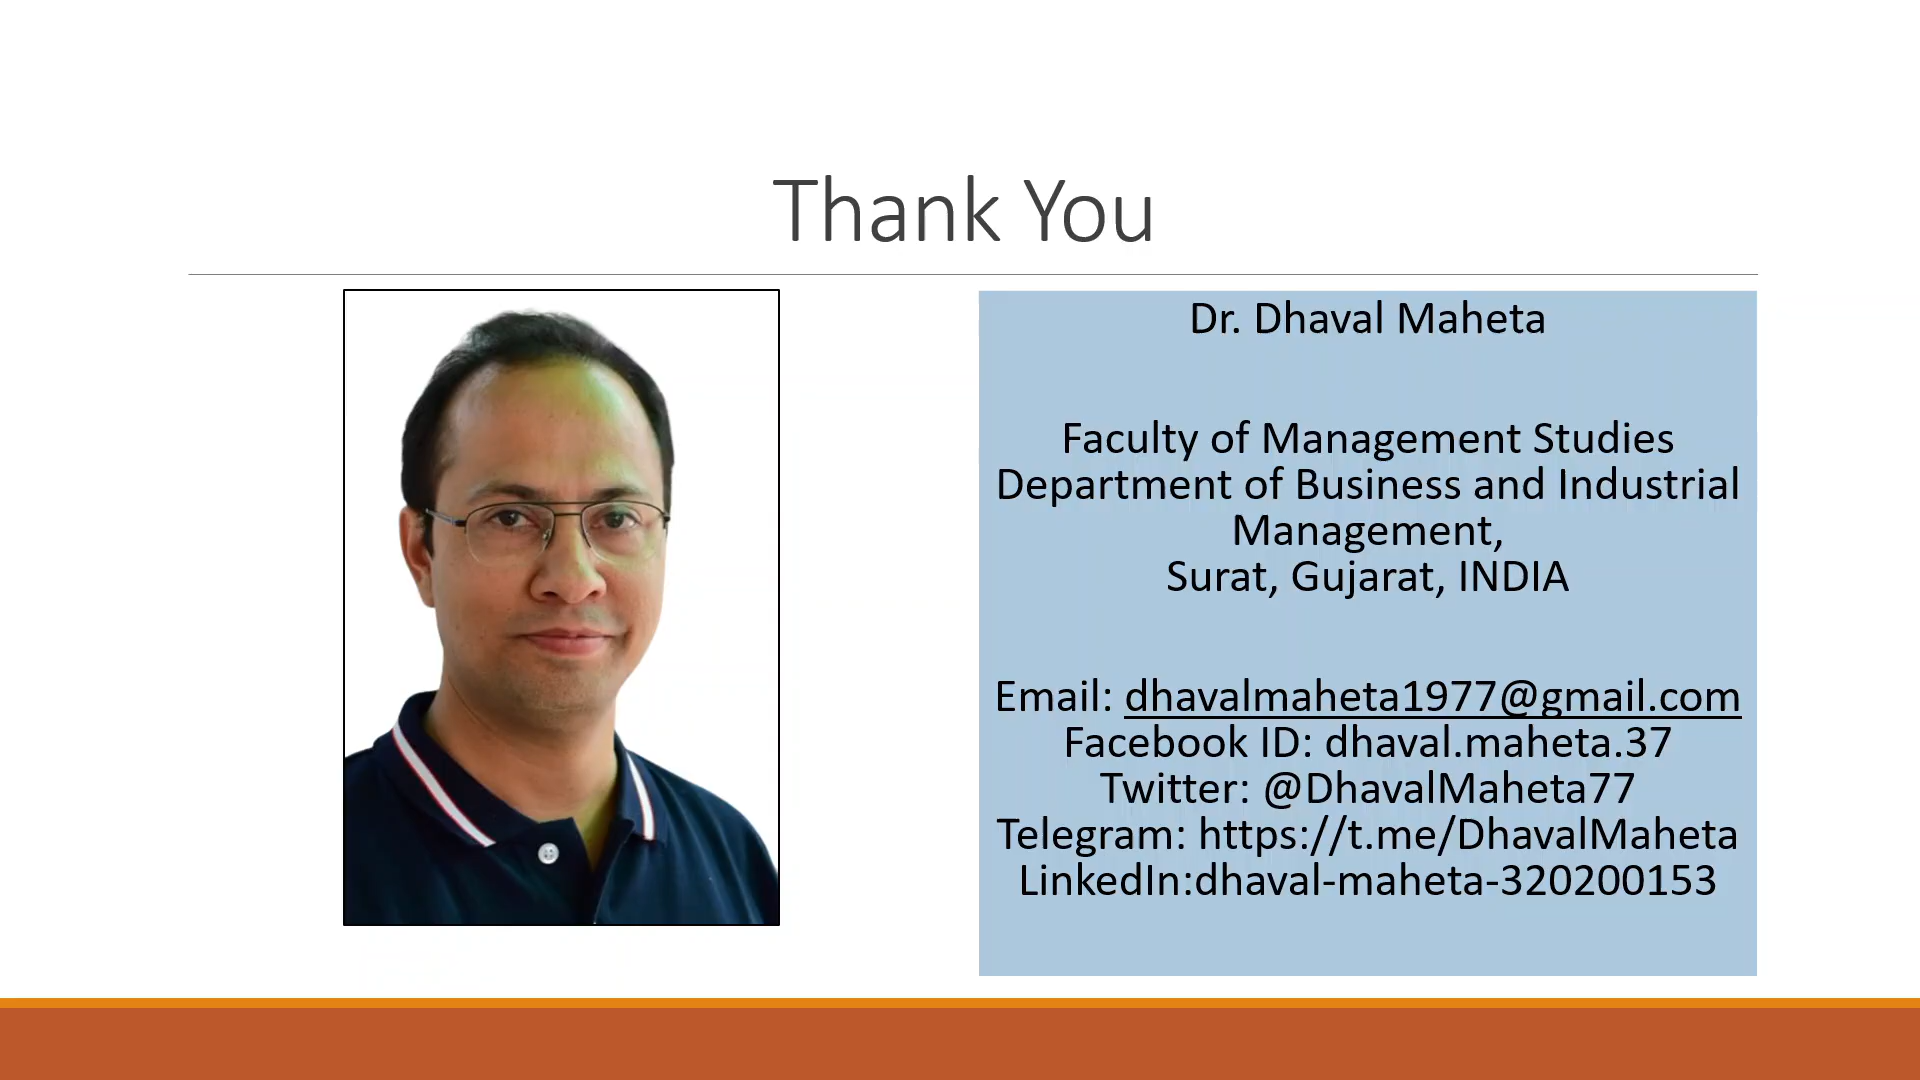 Thank You
Dr. Dhaval Maheta
Faculty of Management Studies
Department of Business and Industrial
Management,
Surat, Gujarat, INDIA
Email: dhavalmaheta1977@gmail.com
Facebook ID: dhaval.maheta.37
Twitter: @DhavalMaheta77
Telegram: https://t.me/DhavalMaheta
LinkedIn:dhaval-maheta-320200153